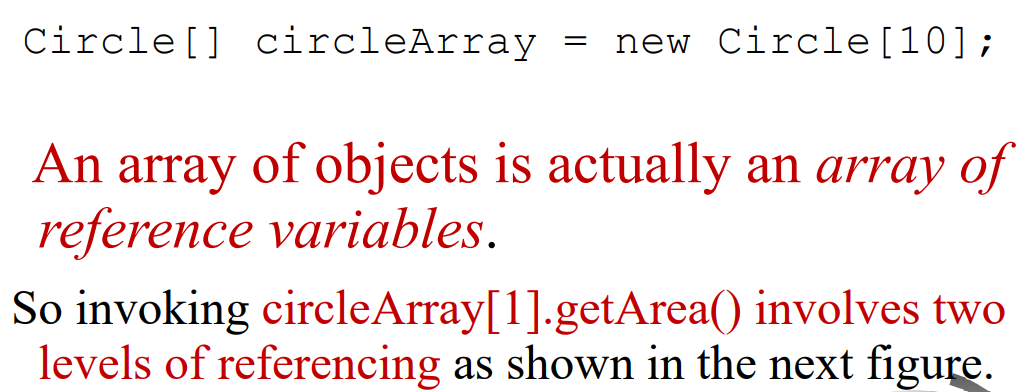 Circle[] circleArray = new Circle[10];
An array of objects is actually an array of
reference variables.
So invoking circleArray[1].getArea() involves two
levels of referencing as shown in the next figure.